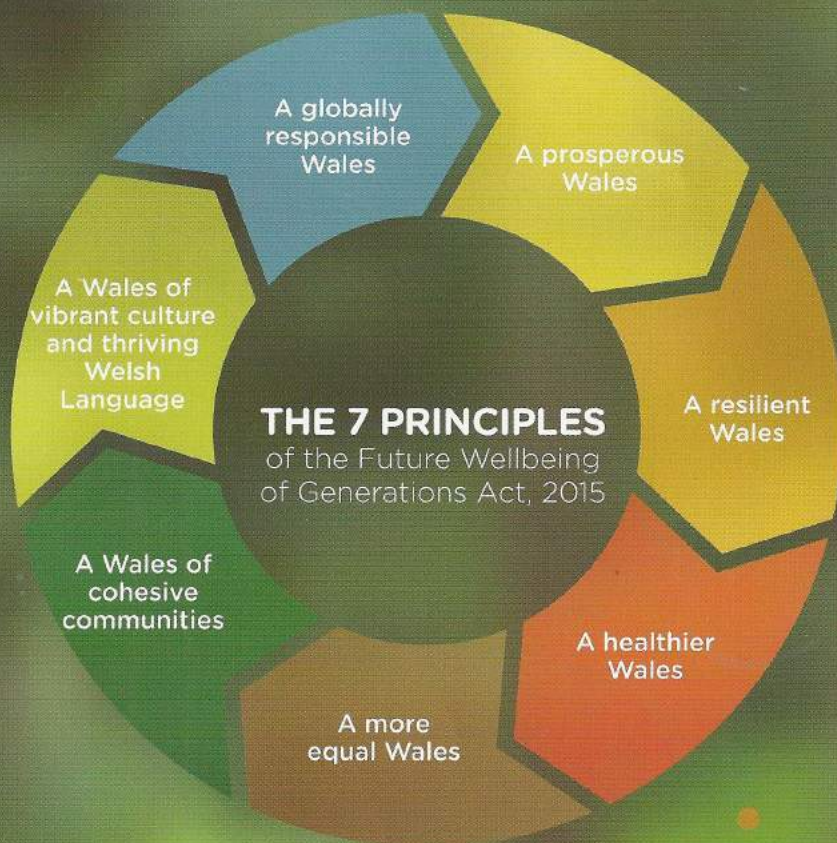 THE 7 PRINCIPLES
of the Future Wellbeing
of Generations Act, 2015
A prosperous
Wales
A resilient
Wales
A healthier
Wales
A more
equal Wales
A Wales of
cohesive
communities
A Wales of
vibrant culture
and thriving
Welsh
Language
A globally
responsible
Wales